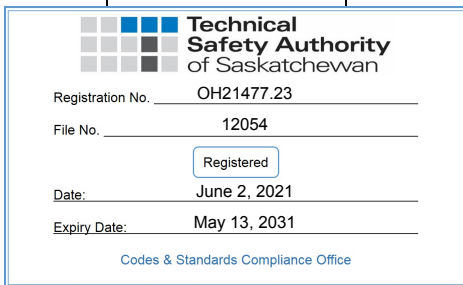 Technical
Safety Authority
of Saskatchewan
Registration No. OH21477.23
File No. 12054
Registered
Date: June 2, 2021
Expiry Date: May 13, 2031
Codes & Standards Compliance Office